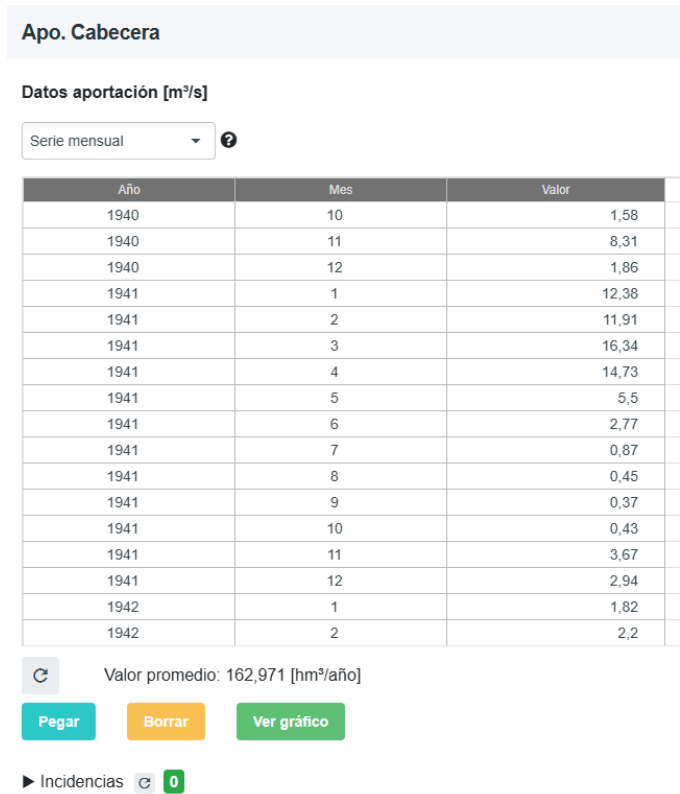 Apo. Cabecera
Datos aportación [m³/s]
Serie mensual ?
Año Mes Valor
1940 10 1,58
1940 11 8,31
1940 12 1,86
1941 1 12,38
1941 2 11,91
1941 3 16,34
1941 4 14,73
1941 5 5,5
1941 6 2,77
1941 7 0,87
1941 8 0,45
1941 9 0,37
1941 10 0,43
1941 11 3,67
1941 12 2,94
1942 1 1,82
1942 2 2,2
Valor promedio: 162,971 [hm³/año]
Pegar Borrar Ver gráfico
Incidencias 0